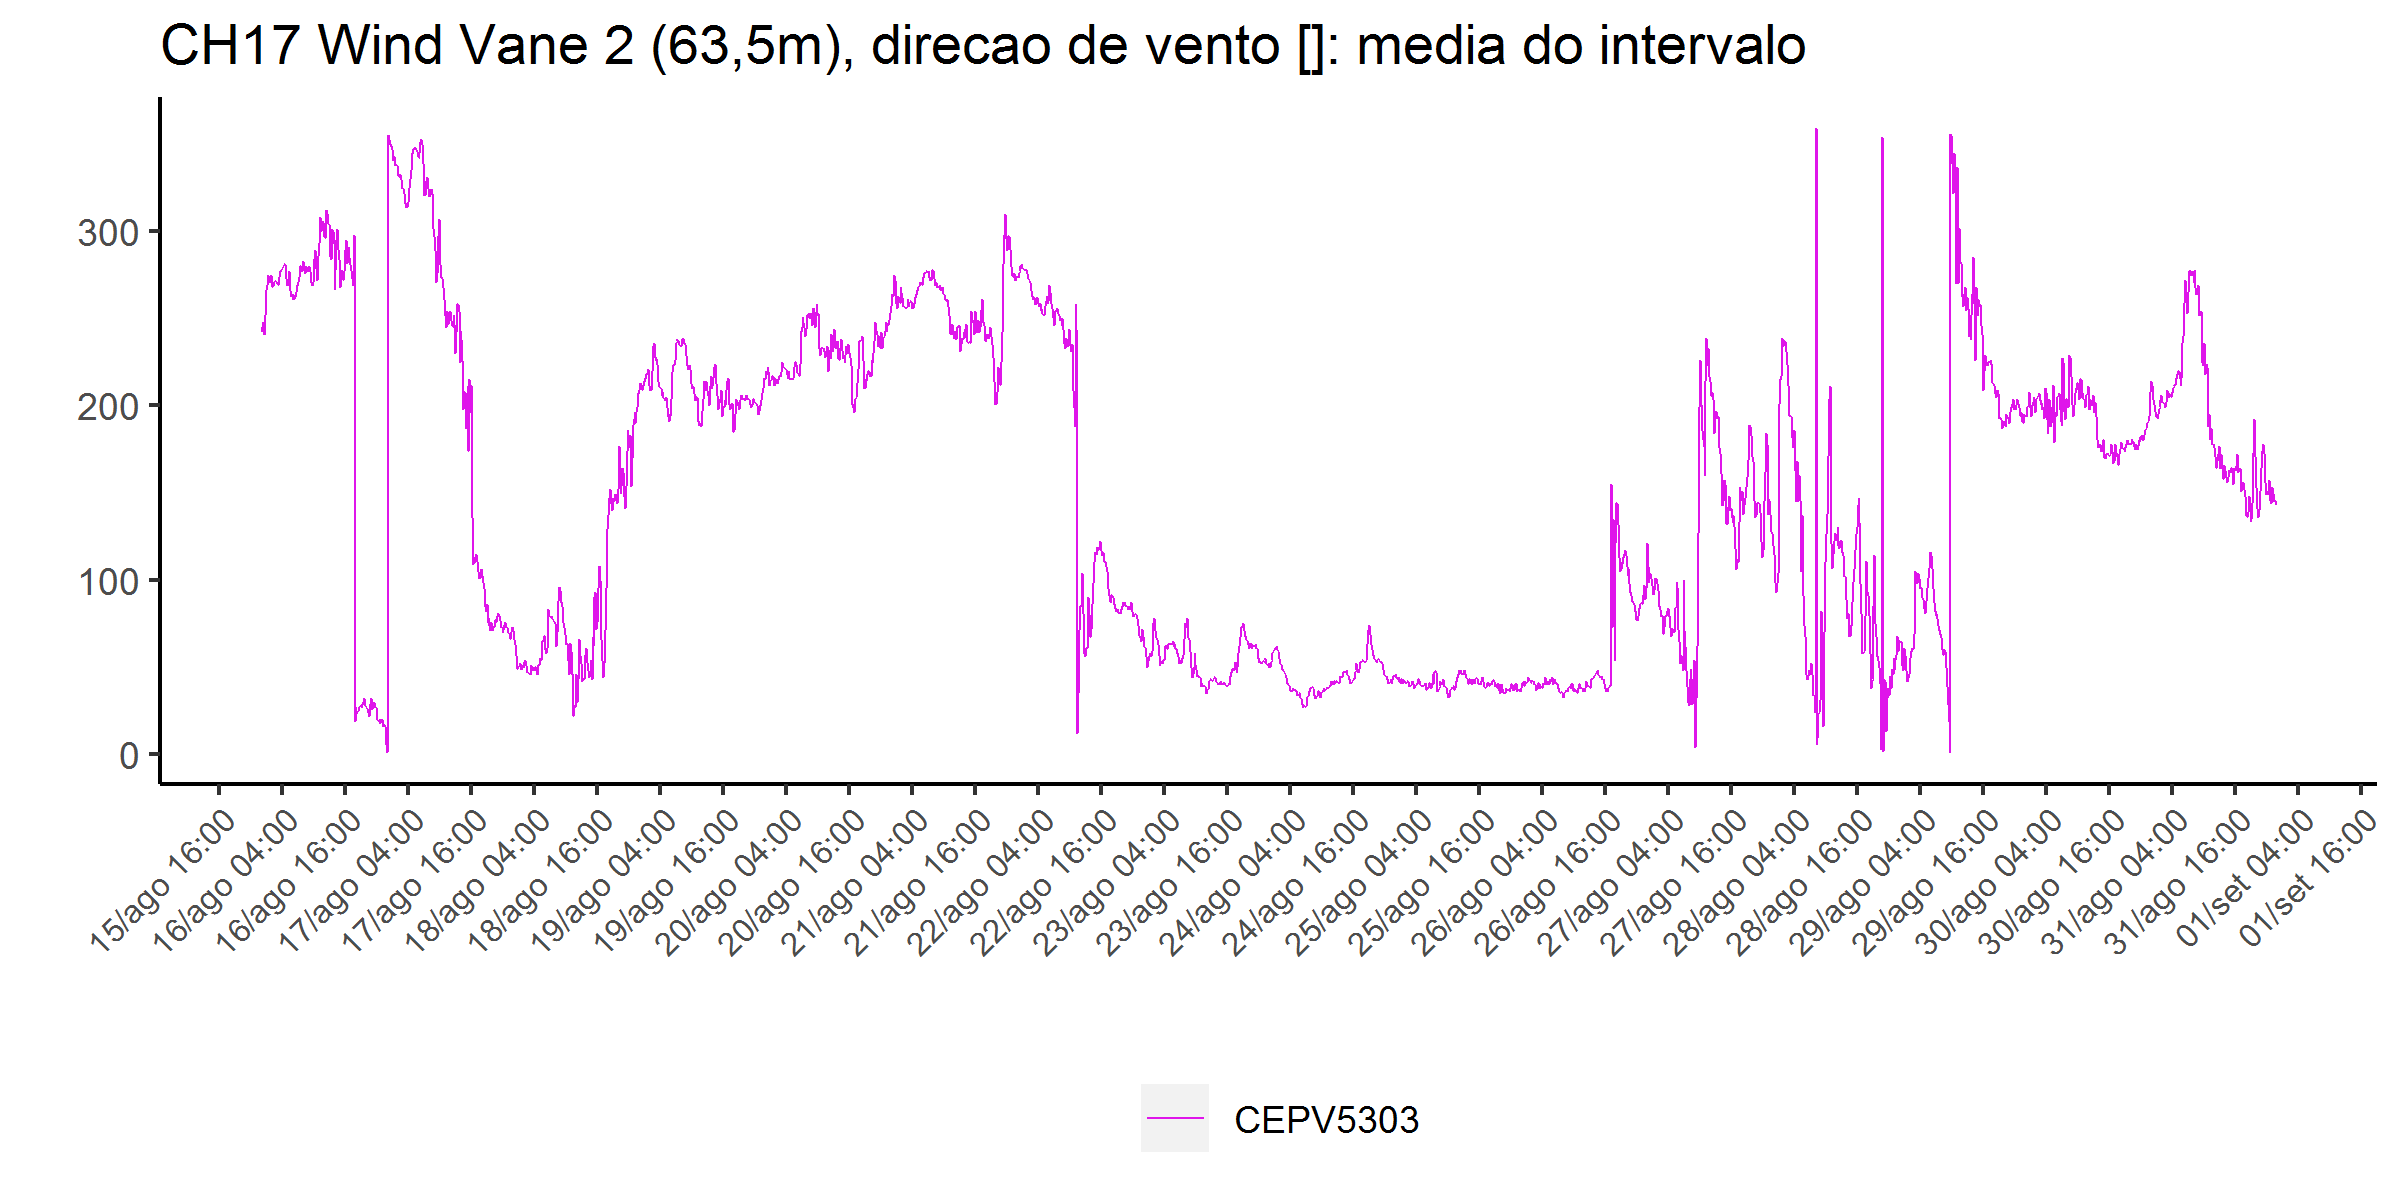 CH17 Wind Vane 2 (63,5m), direcao de vento []: media do intervalo
300
200
100
0
15/ago 16:00
16/ago 04:00
16/ago 16:00
17/ago 04:00
17/ago 16:00
18/ago 04:00
18/ago 16:00
19/ago 04:00
19/ago 16:00
20/ago 04:00
20/ago 16:00
21/ago 04:00
21/ago 16:00
22/ago 04:00
22/ago 16:00
23/ago 04:00
23/ago 16:00
24/ago 04:00
24/ago 16:00
25/ago 04:00
25/ago 16:00
26/ago 04:00
26/ago 16:00
27/ago 04:00
27/ago 16:00
28/ago 04:00
28/ago 16:00
29/ago 04:00
29/ago 16:00
30/ago 04:00
30/ago 16:00
31/ago 04:00
31/ago 16:00
01/set 04:00
01/set 16:00
CEPV5303